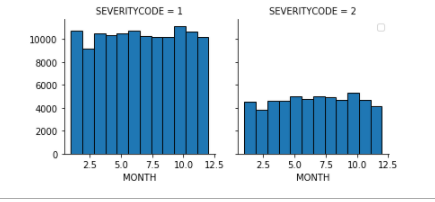 SEVERITYCODE = 1
SEVERITYCODE = 2
10000
8000
6000
4000
2000
0
2.5 5.0 7.5 10.0 12.5
2.5 5.0 7.5 10.0 12.5
MONTH
MONTH